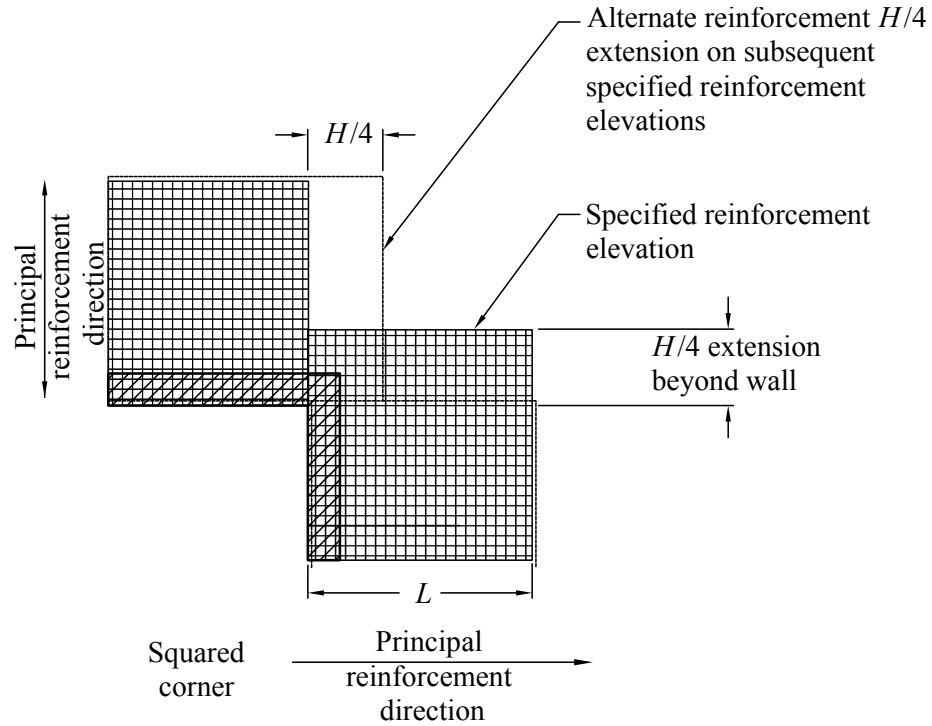 Alternate reinforcement H/4
extension on subsequent
specified reinforcement
elevations
H/4
Specified reinforcement
elevation
Principal
reinforcement
direction
H/4 extension
beyond wall
L
Squared
corner
Principal
reinforcement
direction